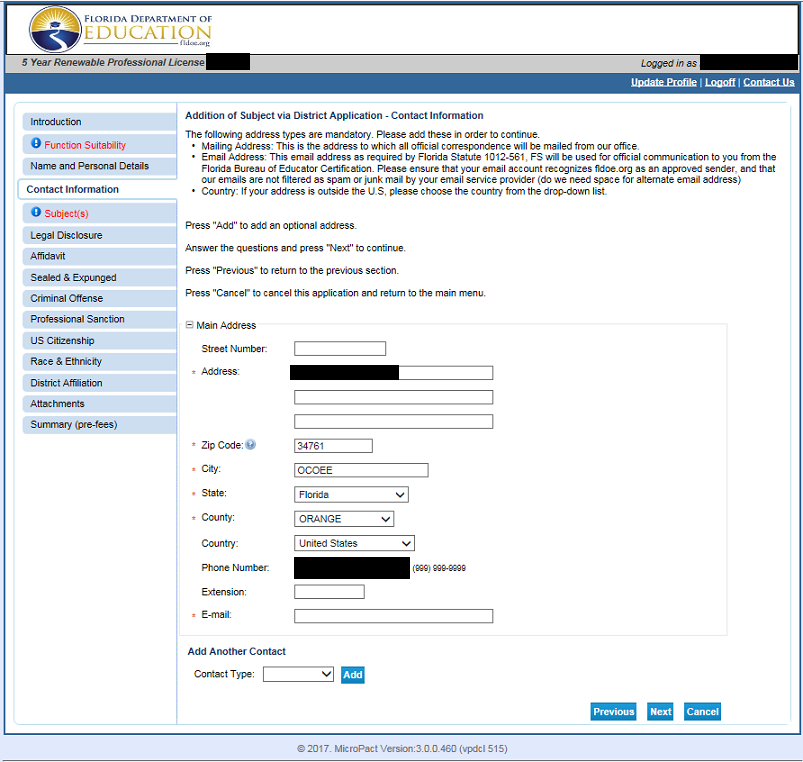 FLORIDA DEPARTMENT OF
EDUCATION
fldoe.org
5 Year Renewable Professional License
Logged in as
Update Profile | Logoff | Contact Us
Introduction
Function Suitability
Name and Personal Details
Contact Information
Subject(s)
Legal Disclosure
Affidavit
Sealed & Expunged
Criminal Offense
Professional Sanction
US Citizenship
Race & Ethnicity
District Affiliation
Attachments
Summary (pre-fees)
Addition of Subject via District Application - Contact Information
The following address types are mandatory. Please add these in order to continue.
• Mailing Address: This is the address to which all official correspondence will be mailed from our office.
• Email Address: This email address as required by Florida Statute 1012-561, FS will be used for official communication to you from the
Florida Bureau of Educator Certification. Please ensure that your email account recognizes fldoe.org as an approved sender, and that
our emails are not filtered as spam or junk mail by your email service provider (do we need space for alternate email address)
• Country: If your address is outside the U.S, please choose the country from the drop-down list.
Press "Add" to add an optional address.
Answer the questions and press "Next" to continue.
Press "Previous" to return to the previous section.
Press "Cancel" to cancel this application and return to the main menu.
Main Address
Street Number:
* Address:
* Zip Code: 34761
* City: OCOEE
* State: Florida
* County: ORANGE
Country: United States
Phone Number: (999) 999-9999
Extension:
* E-mail:
Add Another Contact
Contact Type: Add
Previous Next Cancel
© 2017. MicroPact Version:3.0.0.460 (vpdcl 515)